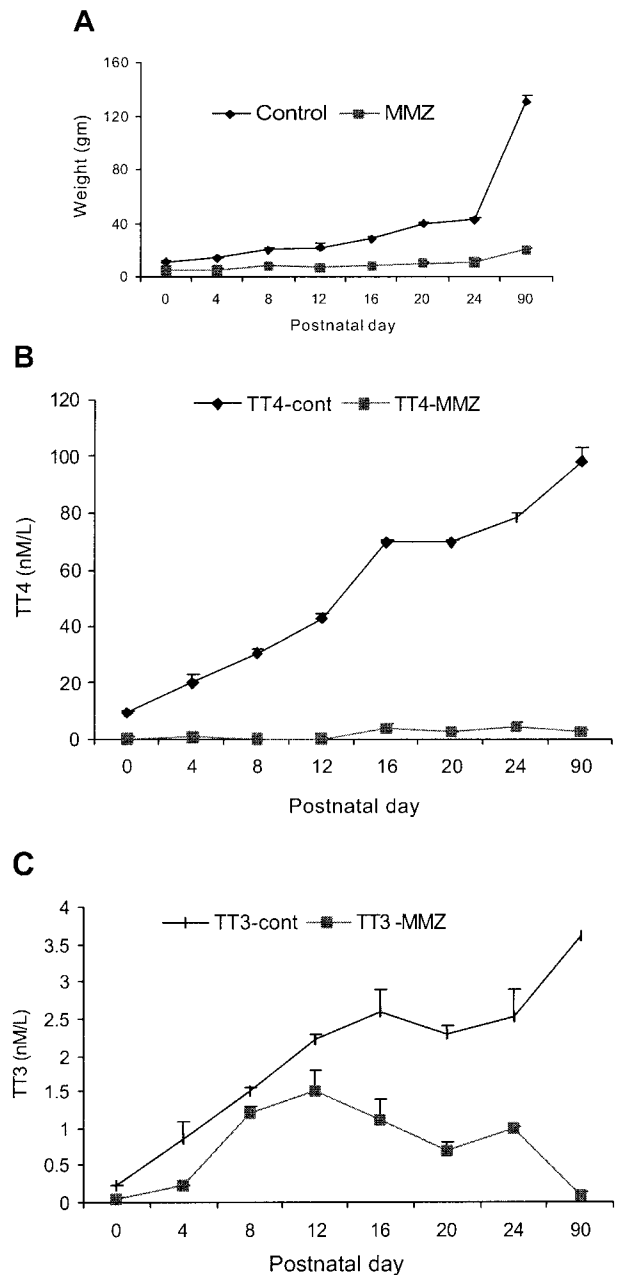 A
160
120
80
40
0
Weight (gm)
Control MMZ
0 4 8 12 16 20 24 90
Postnatal day
B
TT4-cont TT4-MMZ
120
100
80
60
40
20
0
TT4 (nM/L)
0 4 8 12 16 20 24 90
Postnatal day
C
TT3-cont TT3-MMZ
4
3.5
3
2.5
2
1.5
1
0.5
0
TT3 (nM/L)
0 4 8 12 16 20 24 90
Postnatal day